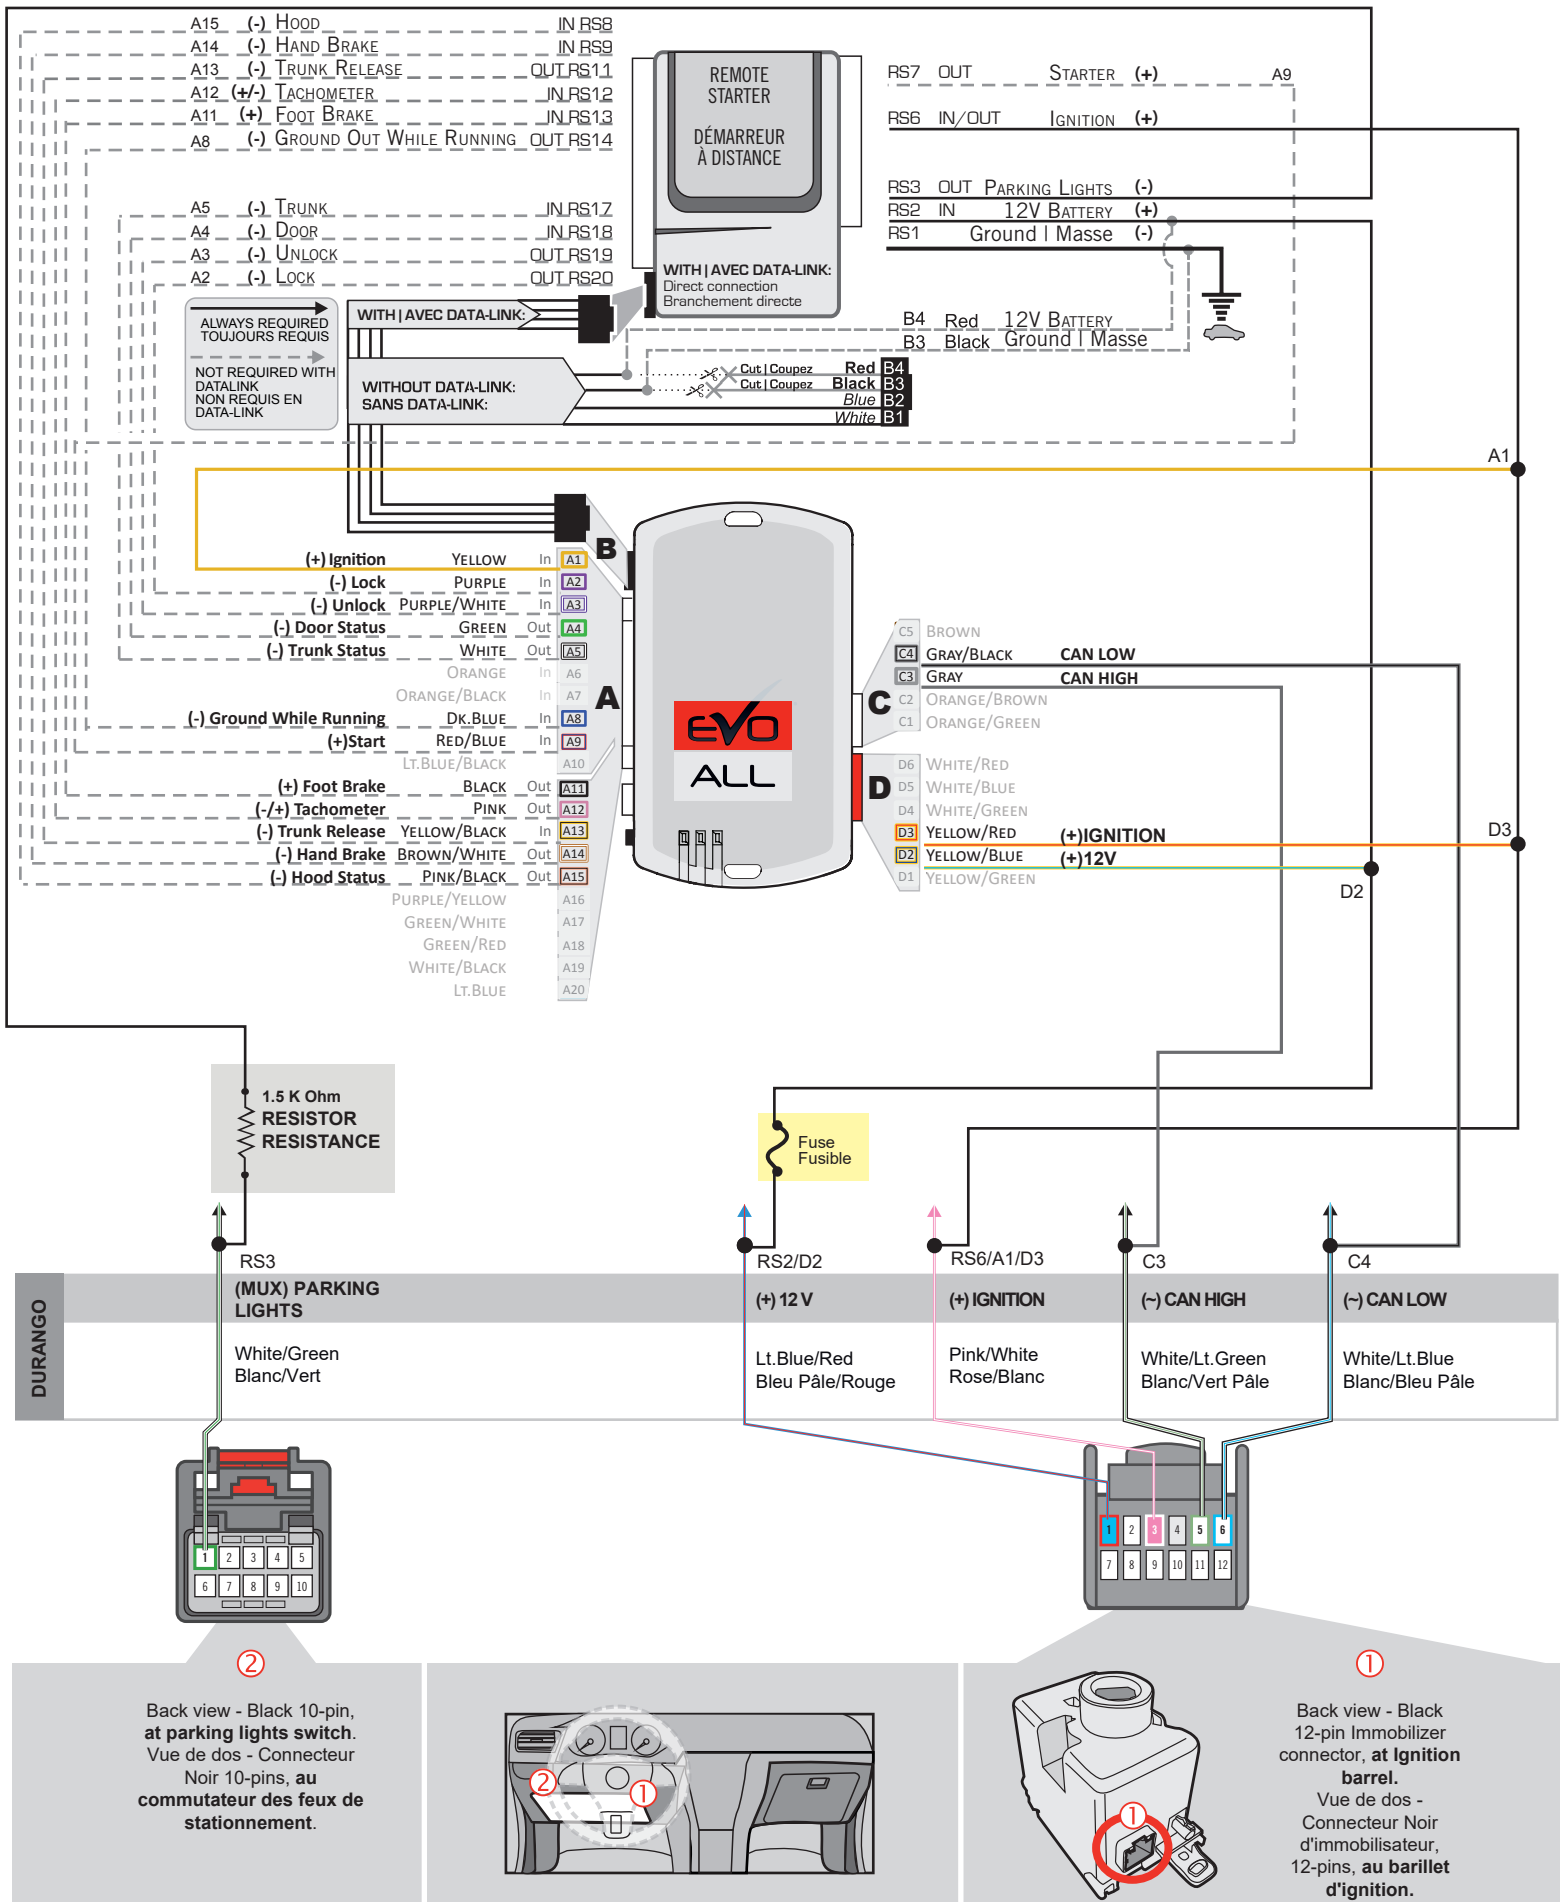 A15 (-) HOOD IN RS8
A14 (-) HAND BRAKE IN RS9
A13 (-) TRUNK RELEASE OUT RS11
A12 (+/-) TACHOMETER IN RS12
A11 (+) FOOT BRAKE IN RS13
A8 (-) GROUND OUT WHILE RUNNING OUT RS14
A5 (-) TRUNK IN RS17
A4 (-) DOOR IN RS18
A3 (-) UNLOCK OUT RS19
A2 (-) LOCK OUT RS20
REMOTE
STARTER
DÉMARREUR
À DISTANCE
WITH | AVEC DATA-LINK:
Direct connection
Branchement directe
RS7 OUT STARTER (+) A9
RS6 IN/OUT IGNITION (+)
RS3 OUT PARKING LIGHTS (-)
RS2 IN 12V BATTERY (+)
RS1 Ground | Masse (-)
ALWAYS REQUIRED
TOUJOURS REQUIS
NOT REQUIRED WITH
DATALINK
NON REQUIS EN
DATA-LINK
WITH | AVEC DATA-LINK:
B4 Red 12V BATTERY
B3 Black Ground | Masse
WITHOUT DATA-LINK:
SANS DATA-LINK:
Cut | Coupez Red B4
Cut | Coupez Black B3
Blue B2
White B1
A1
B
A
C
D
(+) Ignition YELLOW In A1
(-) Lock PURPLE In A2
(-) Unlock PURPLE/WHITE In A3
(-) Door Status GREEN Out A4
(-) Trunk Status WHITE Out A5
ORANGE In A6
ORANGE/BLACK In A7
(-) Ground While Running DK.BLUE In A8
(+)Start RED/BLUE In A9
LT.BLUE/BLACK A10
(+) Foot Brake BLACK Out A11
(-/+) Tachometer PINK Out A12
(-) Trunk Release YELLOW/BLACK In A13
(-) Hand Brake BROWN/WHITE Out A14
(-) Hood Status PINK/BLACK Out A15
PURPLE/YELLOW A16
GREEN/WHITE A17
GREEN/RED A18
WHITE/BLACK A19
LT.BLUE A20
EVO
ALL
C5 BROWN
C4 GRAY/BLACK CAN LOW
C3 GRAY CAN HIGH
C2 ORANGE/BROWN
C1 ORANGE/GREEN
D6 WHITE/RED
D5 WHITE/BLUE
D4 WHITE/GREEN
D3 YELLOW/RED (+)IGNITION D3
D2 YELLOW/BLUE (+)12V
D1 YELLOW/GREEN
D2
1.5 K Ohm
RESISTOR
RESISTANCE
Fuse
Fusible
RS3 RS2/D2 RS6/A1/D3 C3 C4
DURANGO
(MUX) PARKING
LIGHTS
(+) 12 V
(+) IGNITION
(~) CAN HIGH
(~) CAN LOW
White/Green
Blanc/Vert
Lt.Blue/Red
Bleu Pâle/Rouge
Pink/White
Rose/Blanc
White/Lt.Green
Blanc/Vert Pâle
White/Lt.Blue
Blanc/Bleu Pâle
1 2 3 4 5
6 7 8 9 10
1 2 3 4 5 6
7 8 9 10 11 12
2
Back view - Black 10-pin,
at parking lights switch.
Vue de dos - Connecteur
Noir 10-pins, au
commutateur des feux de
stationnement.
2
1
1
1
Back view - Black
12-pin Immobilizer
connector, at Ignition
barrel.
Vue de dos -
Connecteur Noir
d'immobilisateur,
12-pins, au barillet
d'ignition.